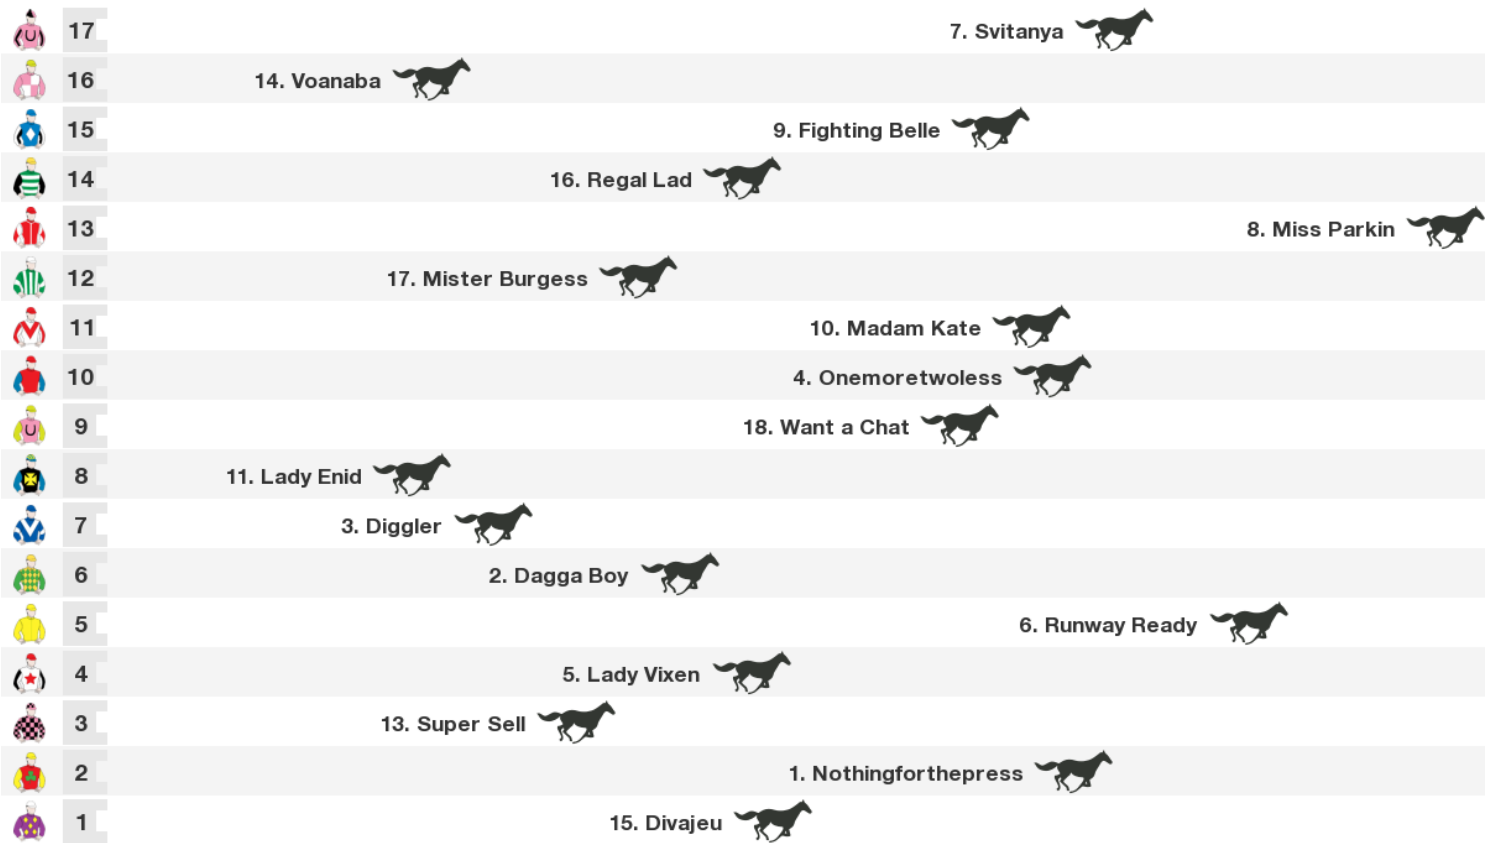 17 7. Svitanya
16 14. Voanaba
15 9. Fighting Belle
14 16. Regal Lad
13 8. Miss Parkin
12 17. Mister Burgess
11 10. Madam Kate
10 4. Onemoretwoless
9 18. Want a Chat
8 11. Lady Enid
7 3. Diggler
6 2. Dagga Boy
5 6. Runway Ready
4 5. Lady Vixen
3 13. Super Sell
2 1. Nothingforthepress
1 15. Divajeu